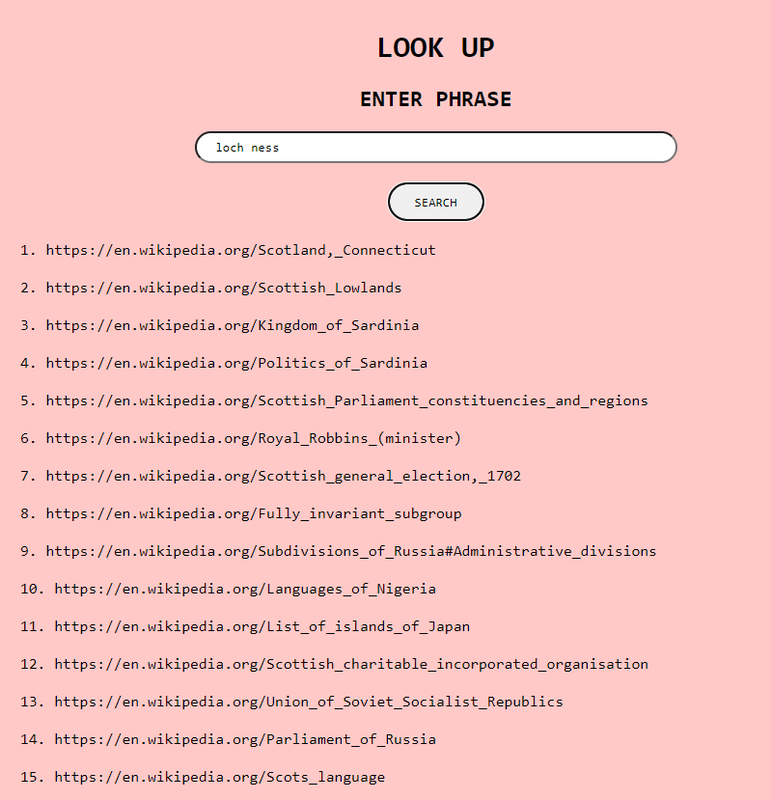 LOOK UP
ENTER PHRASE
loch ness
SEARCH
1. https://en.wikipedia.org/Scotland,_Connecticut
2. https://en.wikipedia.org/Scottish_Lowlands
3. https://en.wikipedia.org/Kingdom_of_Sardinia
4. https://en.wikipedia.org/Politics_of_Sardinia
5. https://en.wikipedia.org/Scottish_Parliament_constituencies_and_regions
6. https://en.wikipedia.org/Royal_Robbins_(minister)
7. https://en.wikipedia.org/Scottish_general_election,_1702
8. https://en.wikipedia.org/Fully_invariant_subgroup
9. https://en.wikipedia.org/Subdivisions_of_Russia#Administrative_divisions
10. https://en.wikipedia.org/Languages_of_Nigeria
11. https://en.wikipedia.org/List_of_islands_of_Japan
12. https://en.wikipedia.org/Scottish_charitable_incorporated_organisation
13. https://en.wikipedia.org/Union_of_Soviet_Socialist_Republics
14. https://en.wikipedia.org/Parliament_of_Russia
15. https://en.wikipedia.org/Scots_language